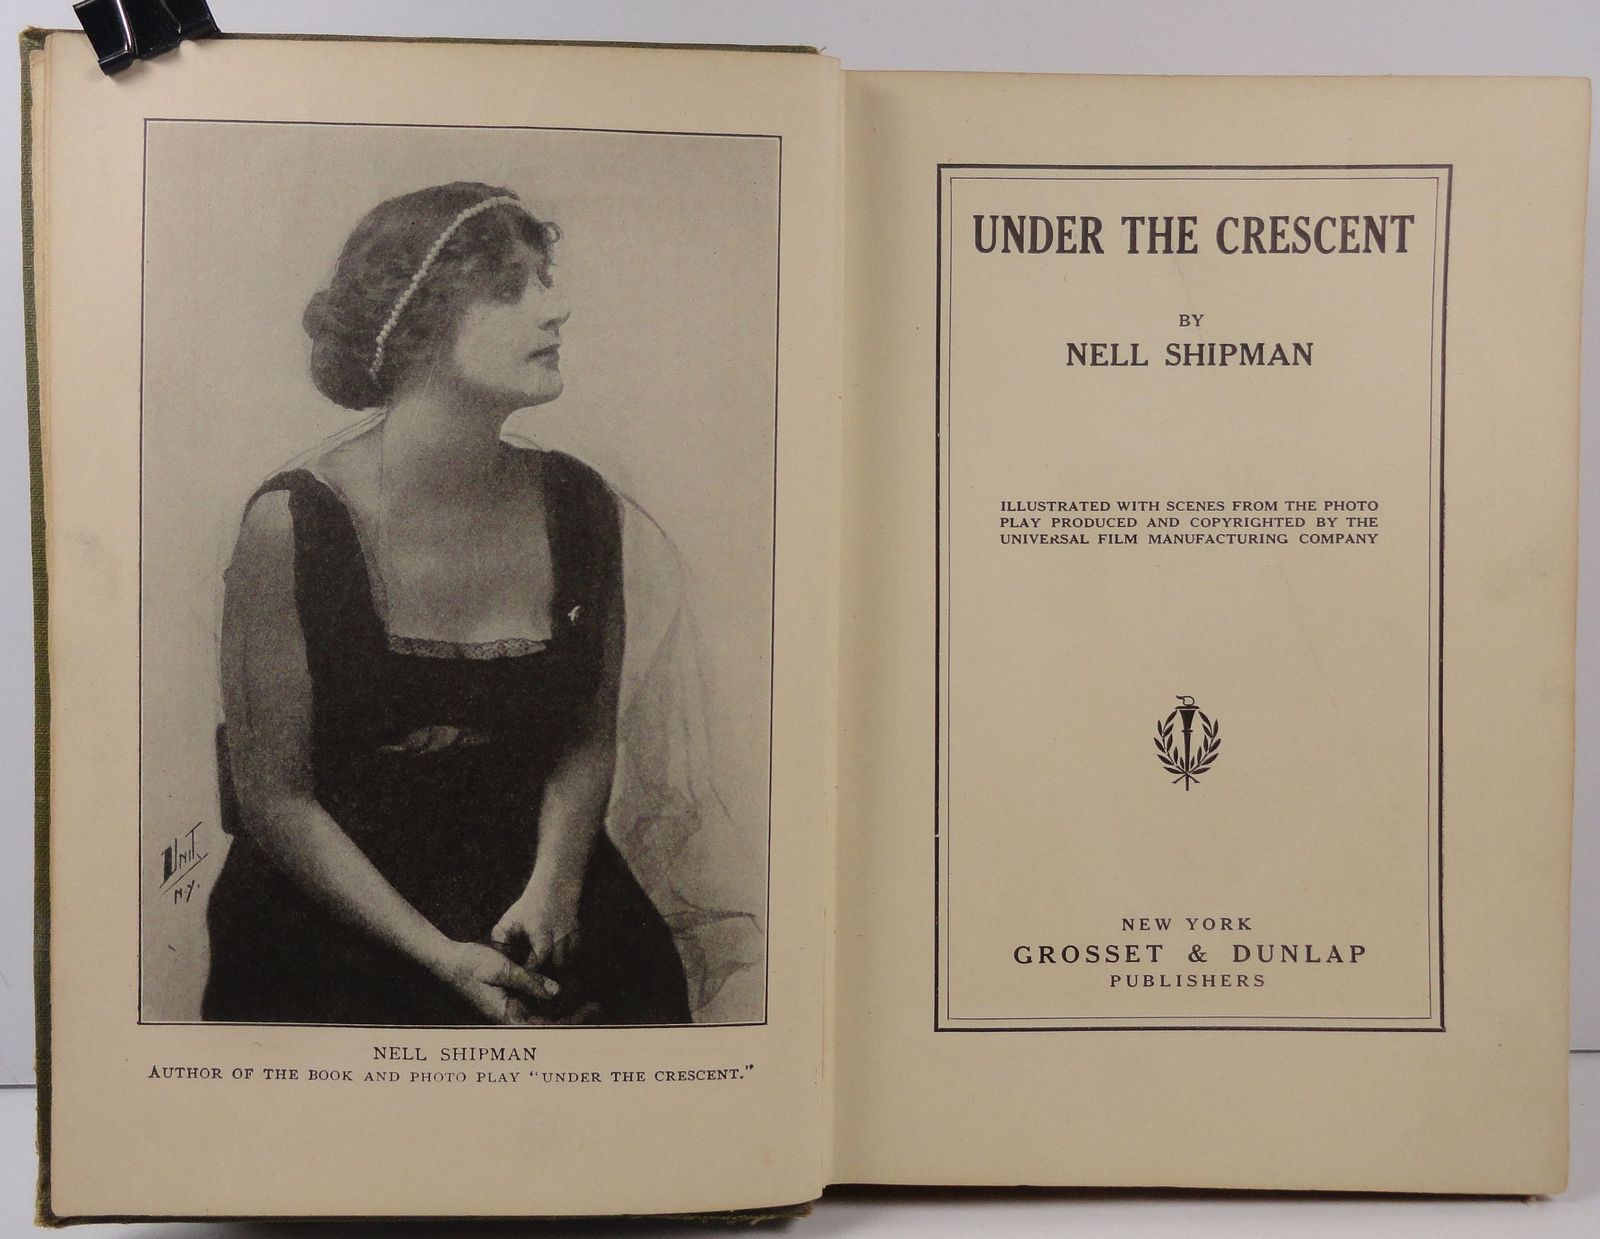 Unit.
N.Y.
NELL SHIPMAN
AUTHOR OF THE BOOK AND PHOTO PLAY "UNDER THE CRESCENT."
UNDER THE CRESCENT
BY
NELL SHIPMAN
ILLUSTRATED WITH SCENES FROM THE PHOTO
PLAY PRODUCED AND COPYRIGHTED BY THE
UNIVERSAL FILM MANUFACTURING COMPANY
NEW YORK
GROSSET & DUNLAP
PUBLISHERS